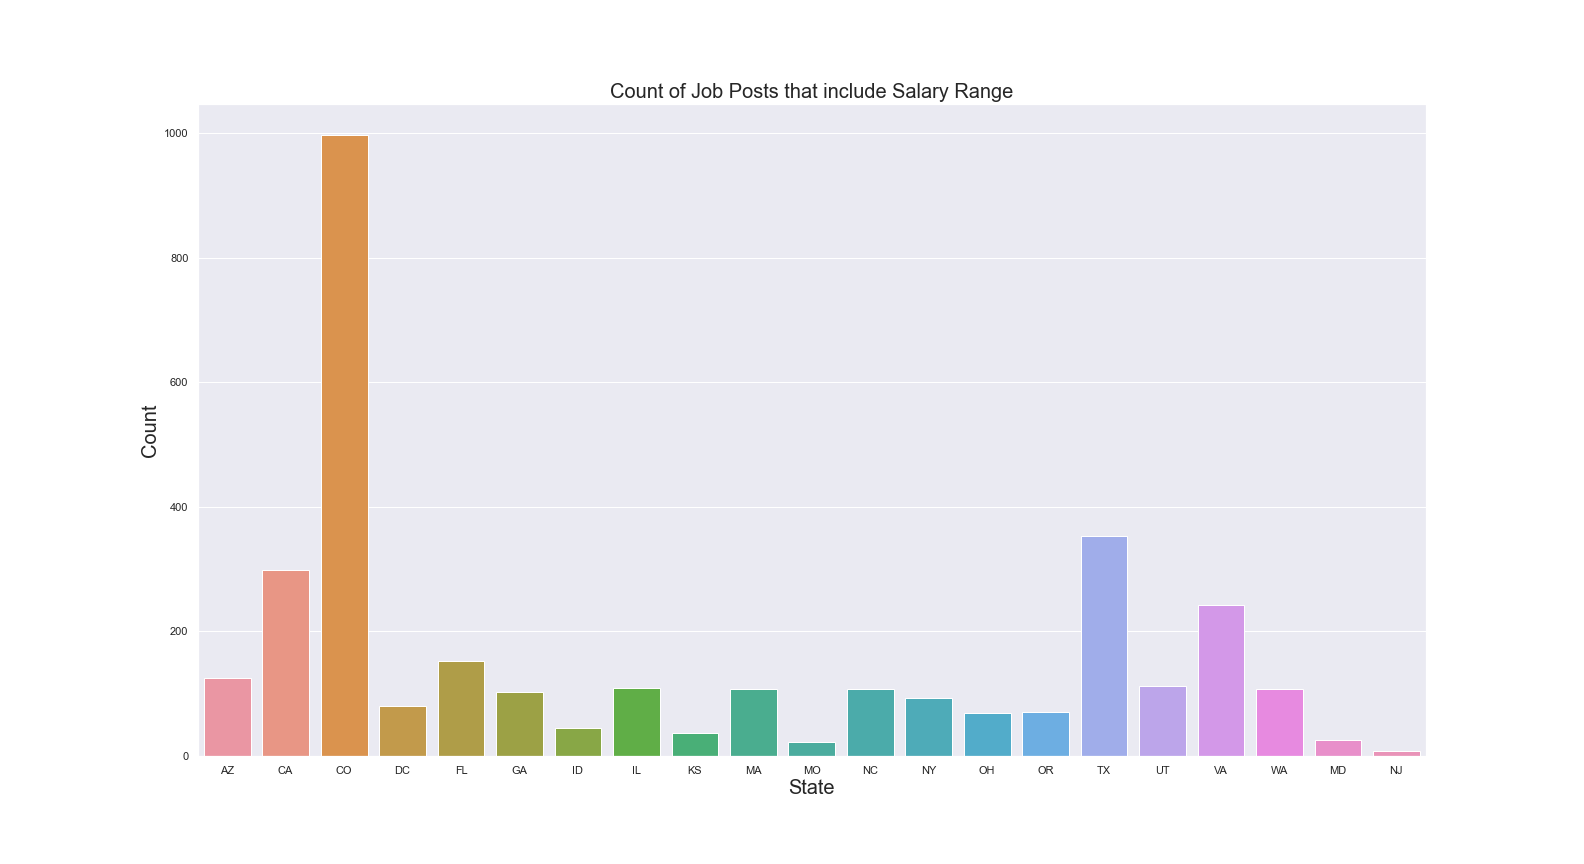 Count of Job Posts that include Salary Range
1000
800
600
400
200
0
Count
AZ CA CO DC FL GA ID IL KS MA MO NC NY OH OR TX UT VA WA MD NJ
State